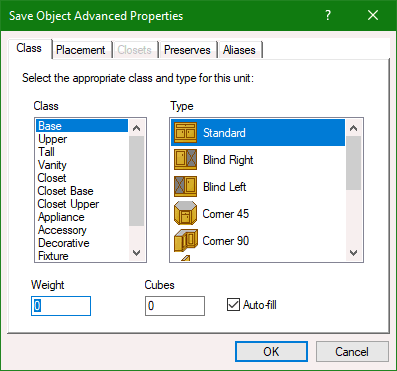 Save Object Advanced Properties
Class Placement Closets Preserves Aliases
Select the appropriate class and type for this unit:
Class
Base
Upper
Tall
Vanity
Closet
Closet Base
Closet Upper
Appliance
Accessory
Decorative
Fixture
Type
Standard
Blind Right
Blind Left
Corner 45
Corner 90
Weight
0
Cubes
0
Auto-fill
OK Cancel